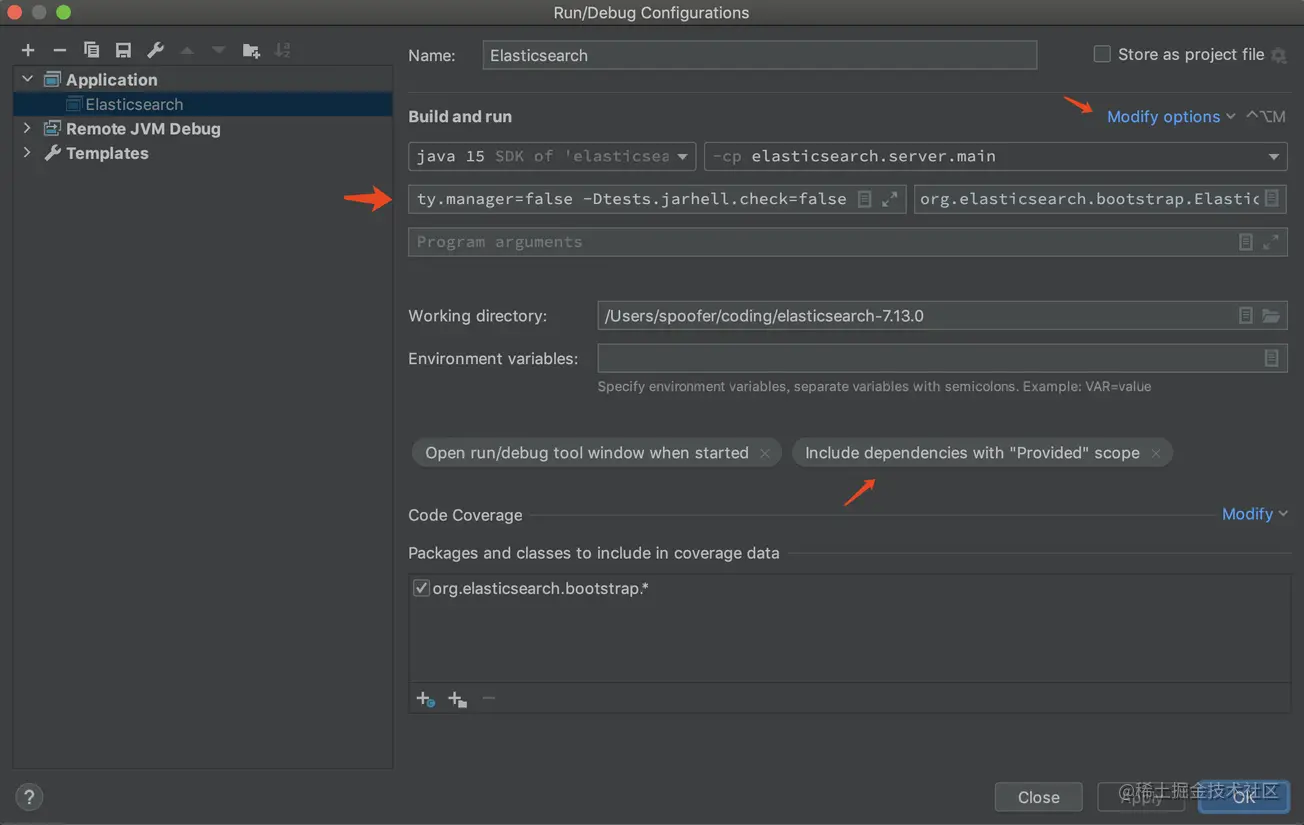 Run/Debug Configurations
Name:
Elasticsearch
Store as project file
Application
Elasticsearch
Remote JVM Debug
Templates
Build and run
Modify options ⌃⌥M
java 15 SDK of 'elasticsea
-cp elasticsearch.server.main
ty.manager=false -Dtests.jarhell.check=false
org.elasticsearch.bootstrap.Elastic
Program arguments
Working directory:
/Users/spoofer/coding/elasticsearch-7.13.0
Environment variables:
Specify environment variables, separate variables with semicolons. Example: VAR=value
Open run/debug tool window when started
Include dependencies with "Provided" scope
Code Coverage
Modify
Packages and classes to include in coverage data
org.elasticsearch.bootstrap.*
?
Close
Apply
OK
@稀土掘金技术社区